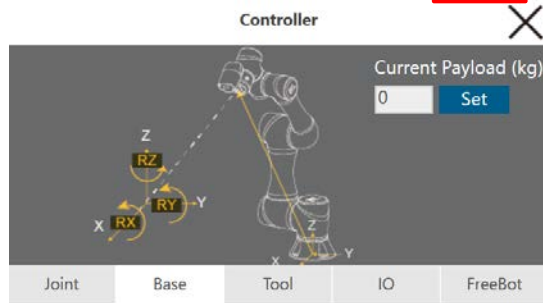 Controller
Current Payload (kg)
0
Set
Z
RZ
RY
Y
X
RX
Z
Y
X
Joint
Base
Tool
IO
FreeBot